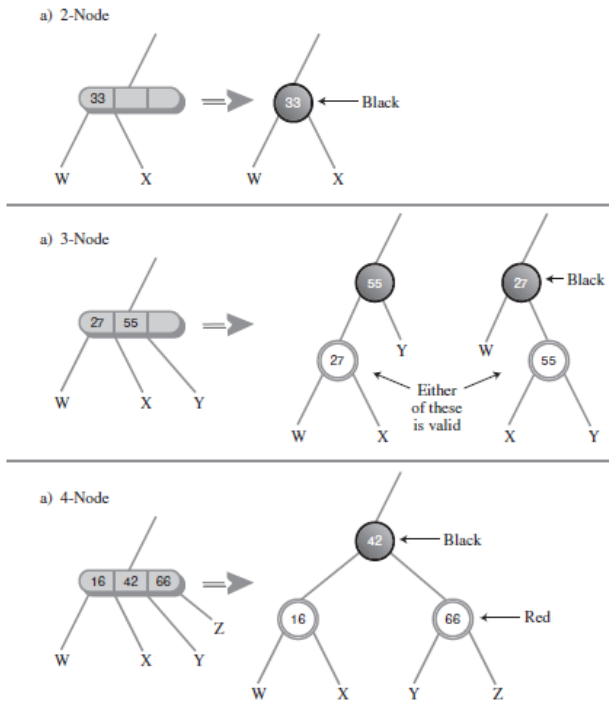 a) 2-Node
33
33
Black
W X
W X
a) 3-Node
27 55
W X Y
55
27
Y
W X
27
Black
W
55
X Y
Either
of these
is valid
a) 4-Node
16 42 66
W X Y Z
42
Black
16
66
Red
W X Y Z